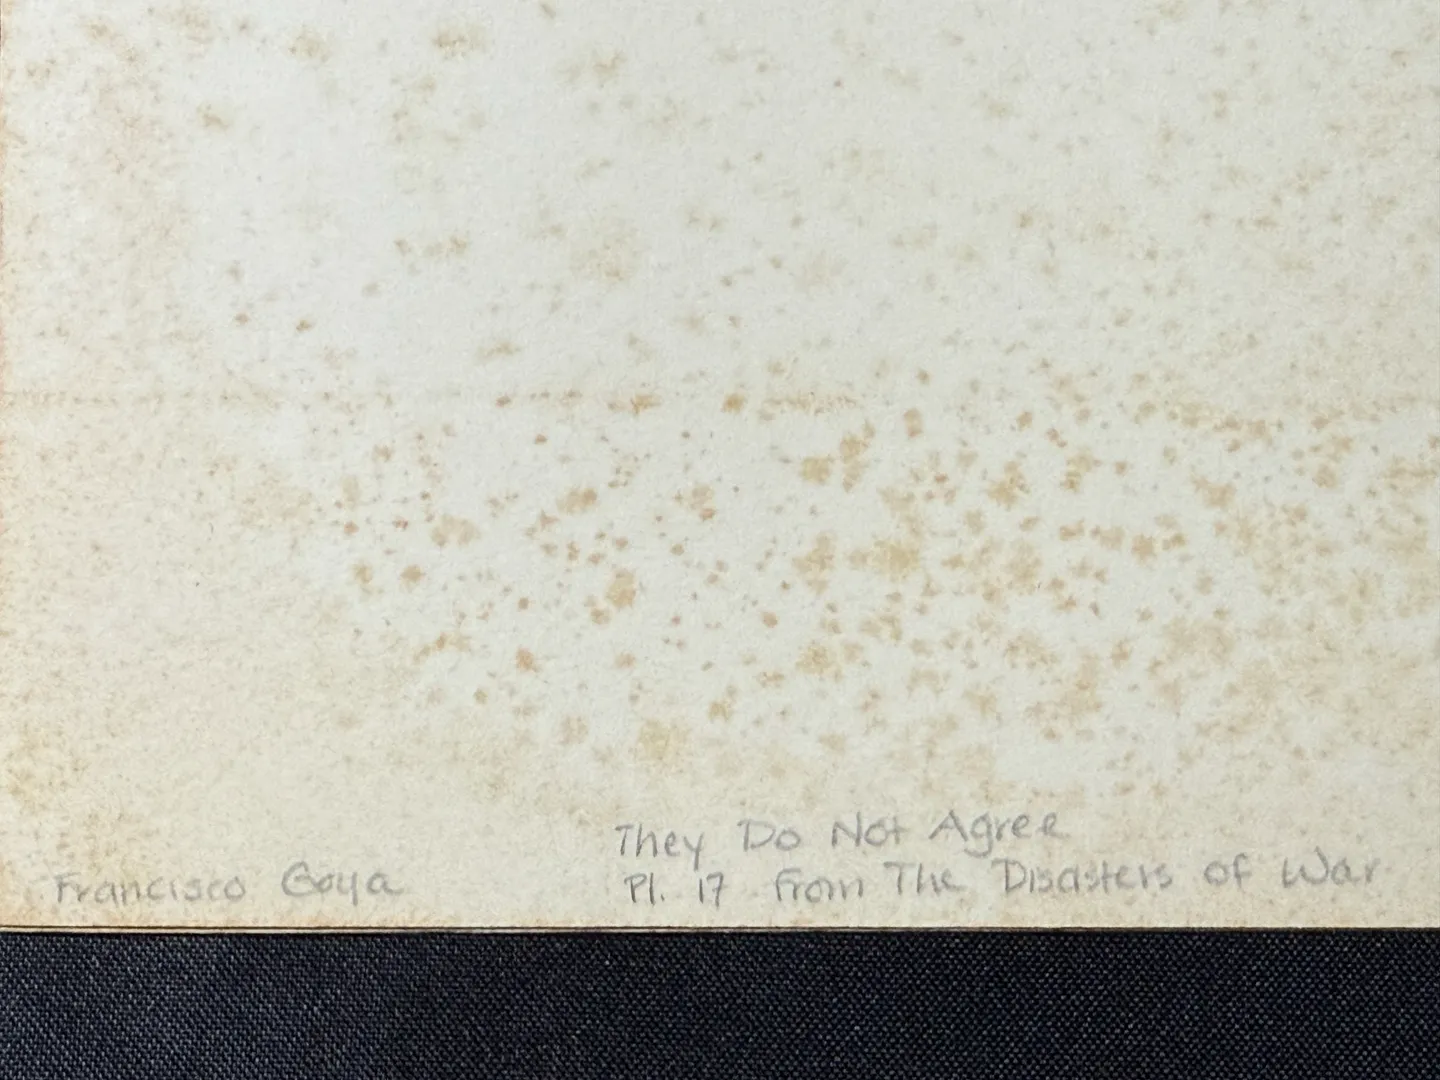 They Do Not Agree
Francisco Goya
Pl. 17 from The Disasters of War